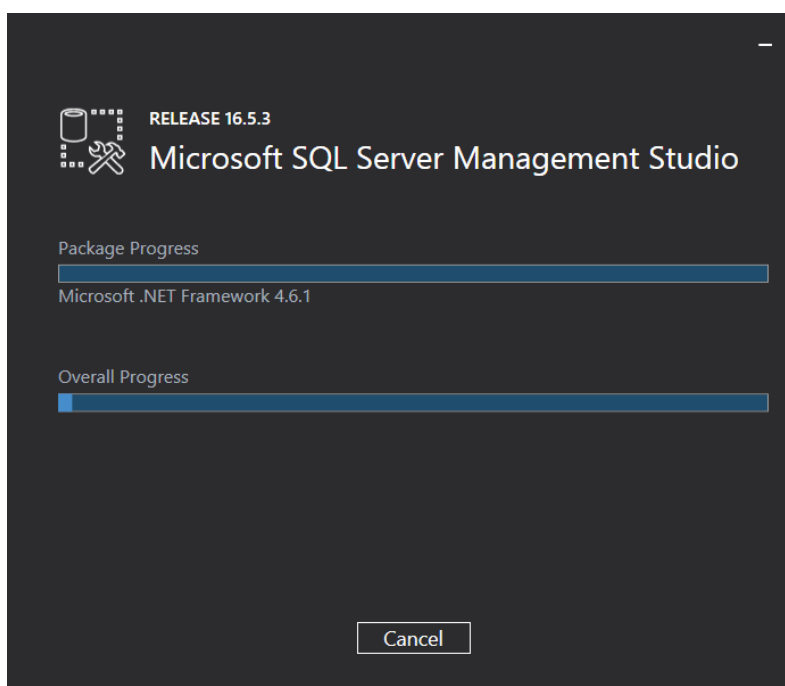 RELEASE 16.5.3
Microsoft SQL Server Management Studio
Package Progress
Microsoft .NET Framework 4.6.1
Overall Progress
Cancel